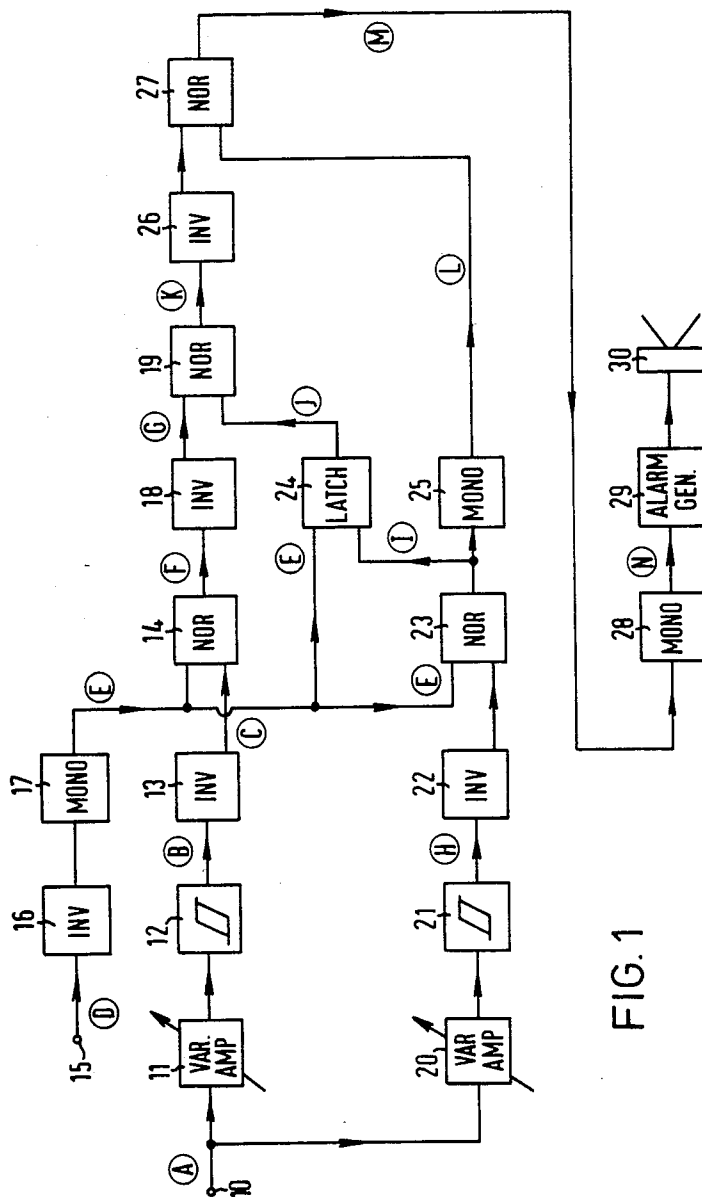 15
D
16
INV
17
MONO
E
A
10
11
VAR.
AMP
12
B
13
INV
C
14
NOR
F
18
INV
G
19
NOR
K
26
INV
27
NOR
M
E
24
LATCH
J
I
20
VAR
AMP
21
H
22
INV
E
23
NOR
25
MONO
L
28
MONO
N
29
ALARM
GEN.
30
FIG.1